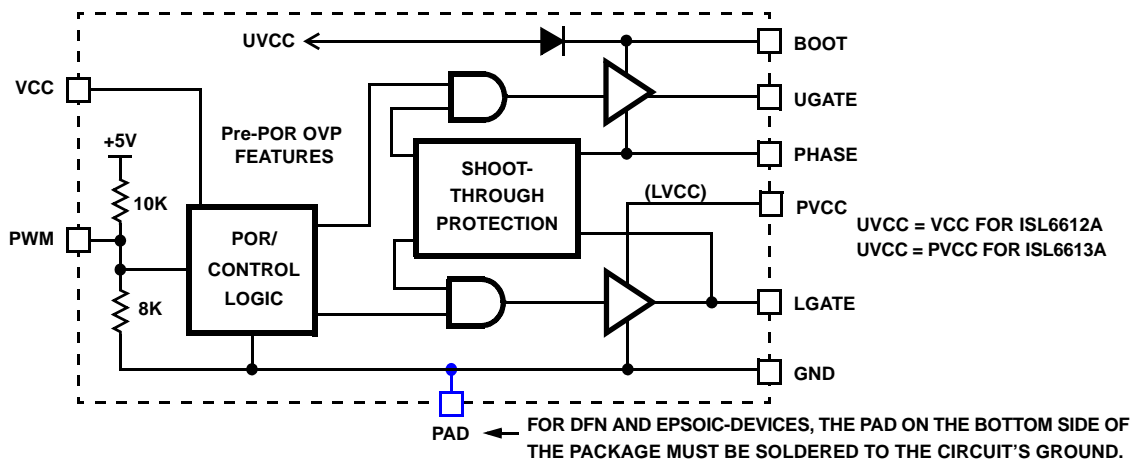 UVCC
BOOT
VCC
UGATE
+5V
Pre-POR OVP
FEATURES
10K
SHOOT-
THROUGH
PROTECTION
PHASE
(LVCC)
PVCC
UVCC = VCC FOR ISL6612A
UVCC = PVCC FOR ISL6613A
PWM
POR/
CONTROL
LOGIC
8K
LGATE
GND
PAD
FOR DFN AND EPSOIC-DEVICES, THE PAD ON THE BOTTOM SIDE OF
THE PACKAGE MUST BE SOLDERED TO THE CIRCUIT'S GROUND.